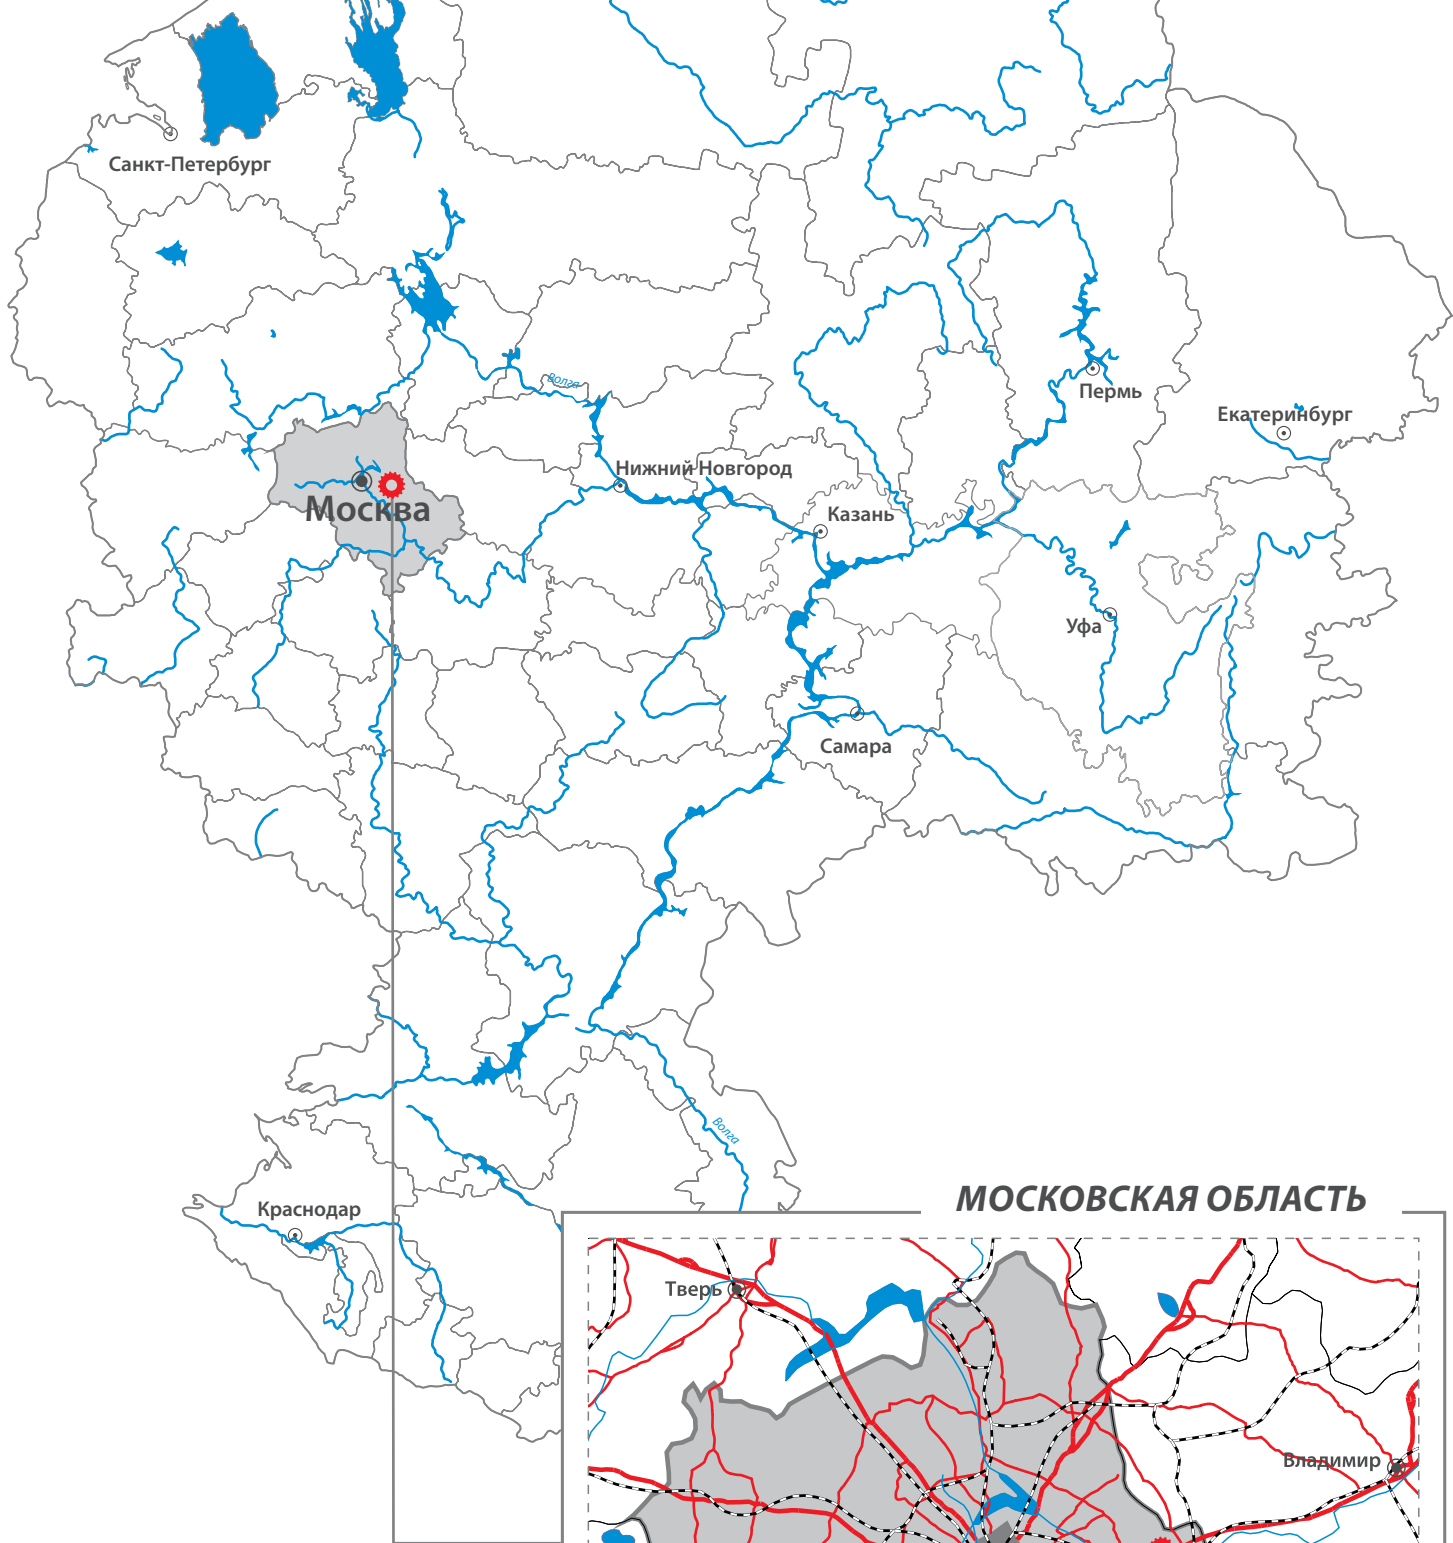 Санкт-Петербург
Волга
Пермь
Екатеринбург
Нижний Новгород
Москва
Казань
Уфа
Самара
Волга
МОСКОВСКАЯ ОБЛАСТЬ
Краснодар
Тверь
Владимир